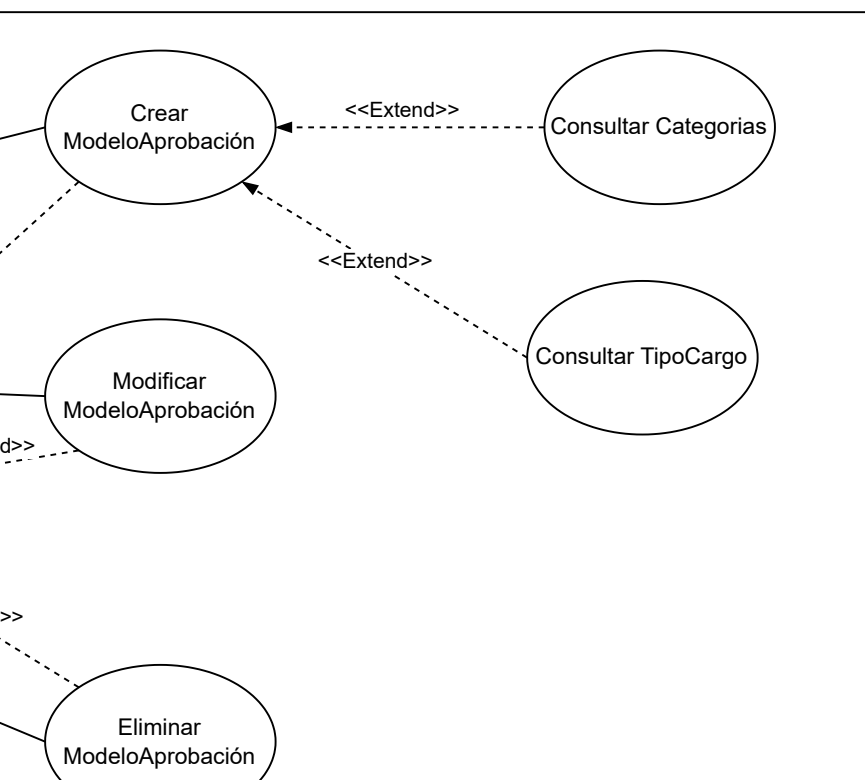 Crear
ModeloAprobación
<<Extend>>
Consultar Categorias
<<Extend>>
Consultar TipoCargo
Modificar
ModeloAprobación
d>>
>>
Eliminar
ModeloAprobación